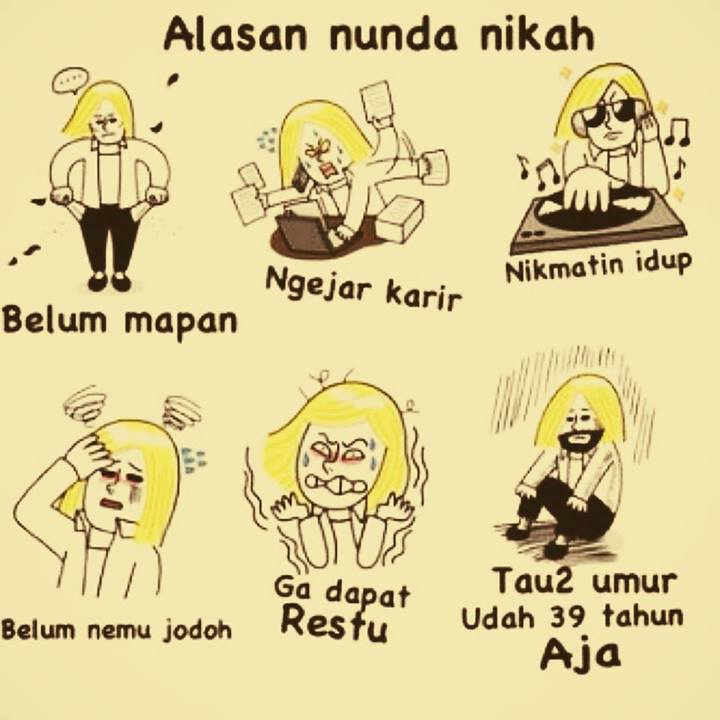 Alasan nunda nikah
Belum mapan
Ngejar karir
Nikmatin idup
Belum nemu jodoh
Ga dapat
Restu
Tau2 umur
Udah 39 tahun
Aja